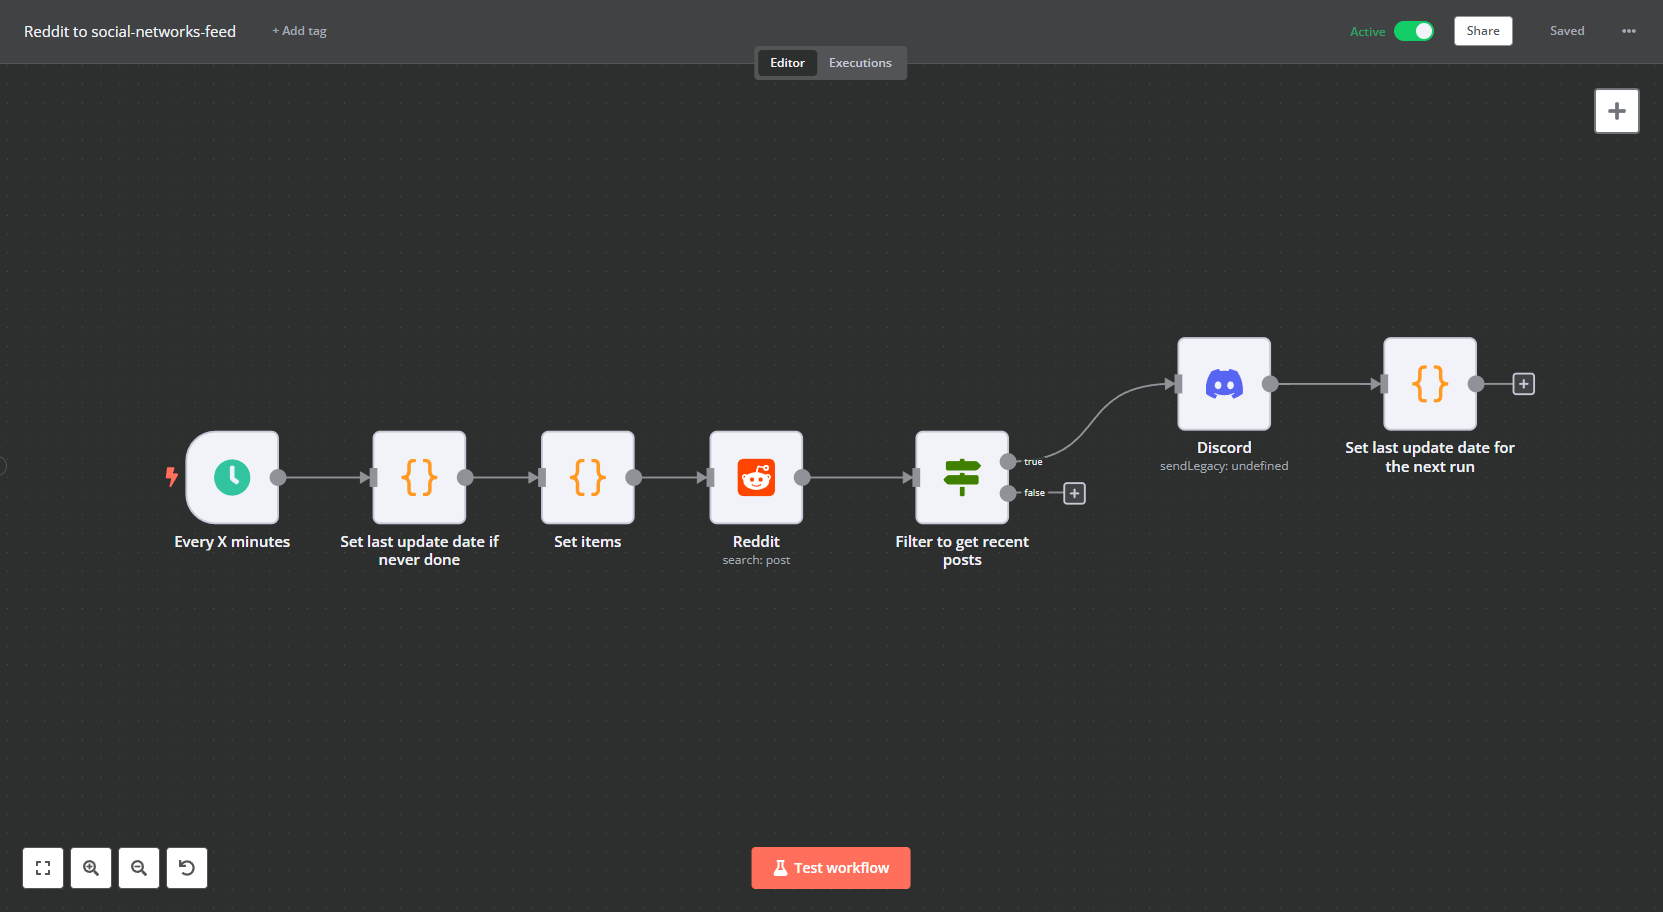 Reddit to social-networks-feed
+ Add tag
Active
Share
Saved
Editor
Executions
true
false
Discord
sendLegacy: undefined
Set last update date for
the next run
Every X minutes
Set last update date if
never done
Set items
Reddit
search: post
Filter to get recent
posts
Test workflow